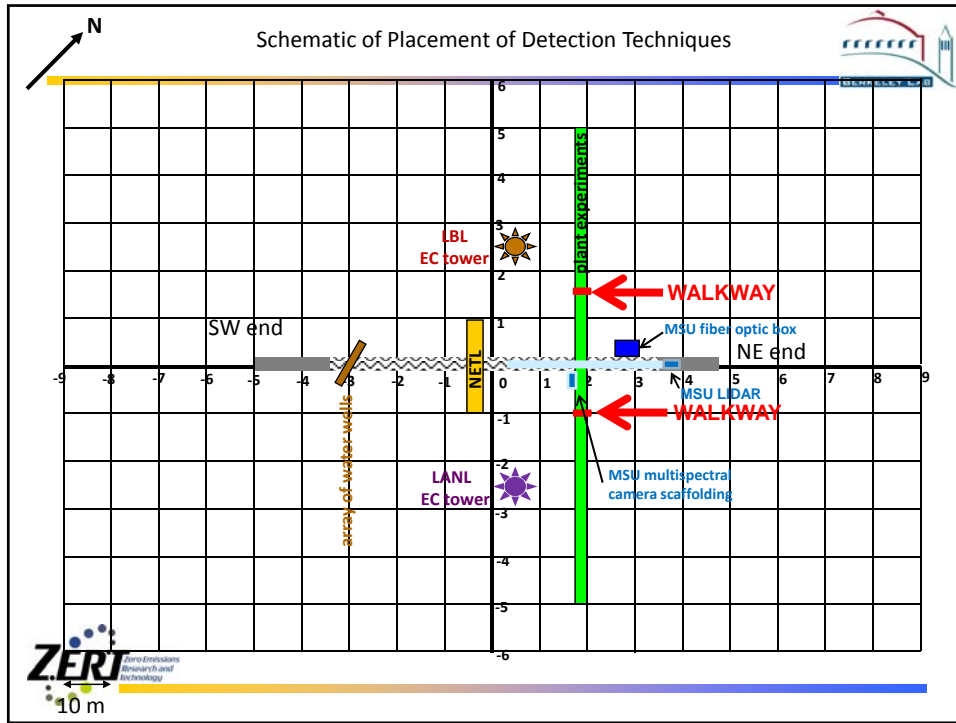 N
Schematic of Placement of Detection Techniques
BERKELEY LAB
6
5
4
3
2
1
plant experiments
LBL
EC tower
WALKWAY
MSU fiber optic box
SW end
NE end
NETL
-9 -8 -7 -6 -5 -4 -3 -2 -1 0 1 2 3 4 5 6 7 8 9
MSU LIDAR
WALKWAY
-1
-2
-3
-4
-5
-6
array of water wells
LANL
EC tower
MSU multispectral
camera scaffolding
ZERT
Zero Emissions
Research and
Technology
10 m